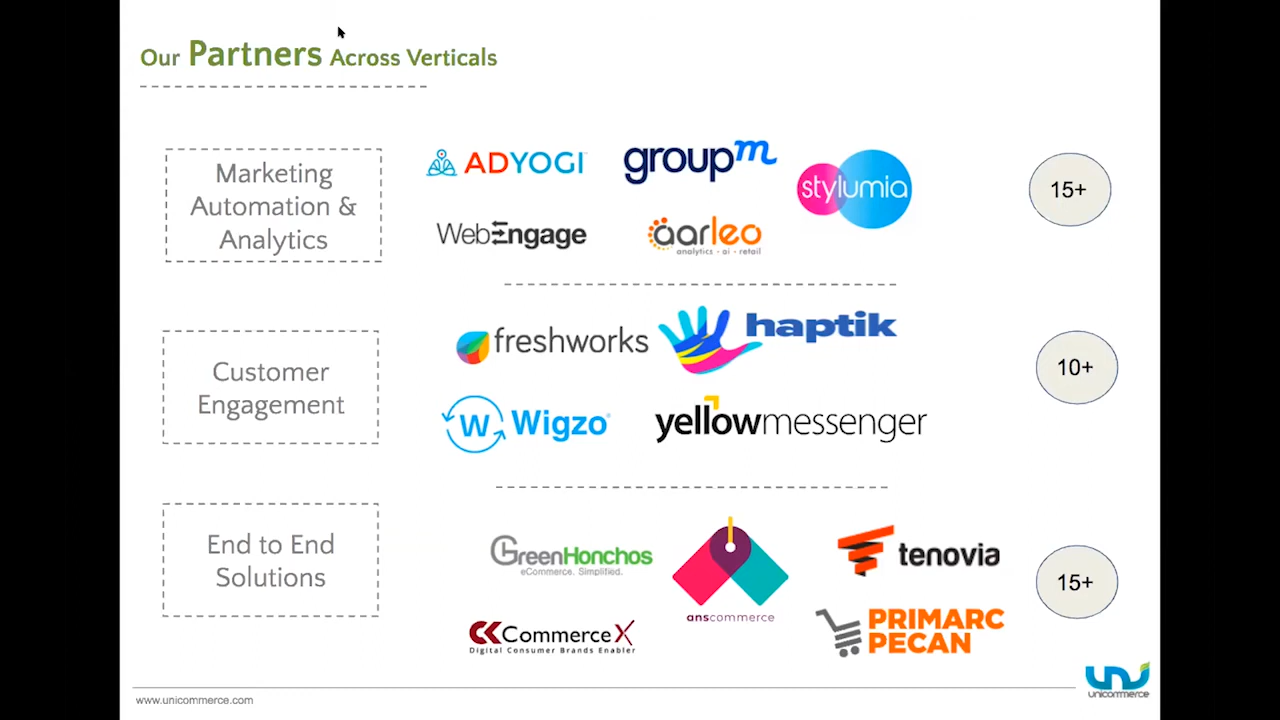 Our Partners Across Verticals
Marketing
Automation &
Analytics
ADYOGI
groupm
stylumia
WebEngage
aarleo
analytics - ai - retail
15+
Customer
Engagement
freshworks
haptik
W Wigzo
yellowmessenger
10+
End to End
Solutions
GreenHonchos
eCommerce. Simplified.
anscommerce
tenovia
CommerceX
Digital Consumer Brands Enabler
PRIMARC
PECAN
15+
www.unicommerce.com
unicommerce